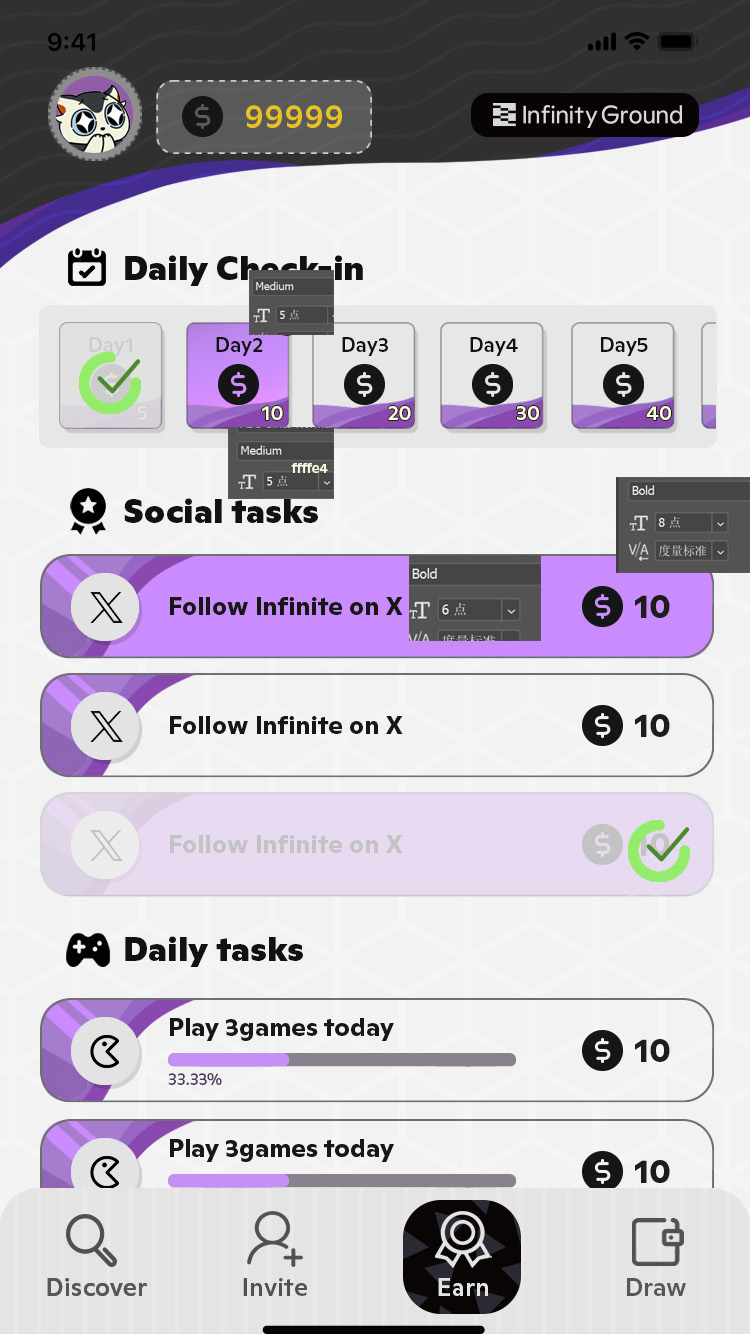 9:41
99999
Infinity Ground
Daily Check-in
Medium
5 点
Day1
5
Day2
10
Day3
20
Day4
30
Day5
40
Medium
ffffe4
5 点
Social tasks
Bold
8 点
度量标准
Follow Infinite on X
10
Bold
6 点
度量标准
Follow Infinite on X
10
Follow Infinite on X
10
Daily tasks
Play 3games today
33.33%
10
Play 3games today
10
Discover
Invite
Earn
Draw